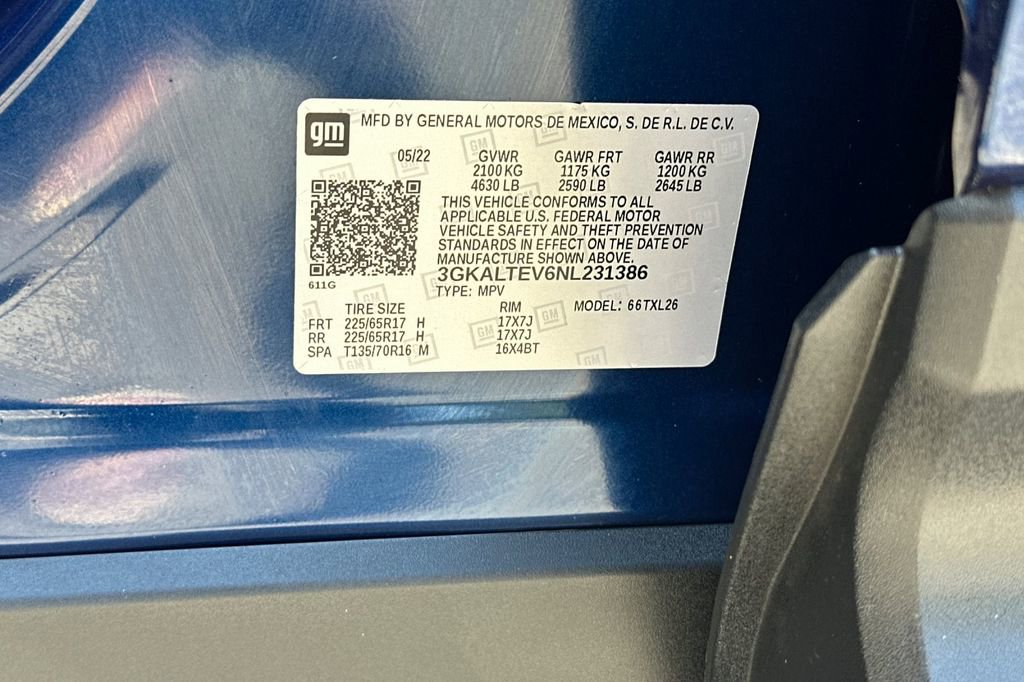 gm MFD BY GENERAL MOTORS DE MEXICO, S. DE R.L. DE C.V.
05/22 GVWR GAWR FRT GAWR RR
2100 KG 1175 KG 1200 KG
4630 LB 2590 LB 2645 LB
THIS VEHICLE CONFORMS TO ALL
APPLICABLE U.S. FEDERAL MOTOR
VEHICLE SAFETY AND THEFT PREVENTION
STANDARDS IN EFFECT ON THE DATE OF
MANUFACTURE SHOWN ABOVE.
3GKALTEV6NL231386
611G TYPE: MPV
TIRE SIZE RIM MODEL: 66TXL26
FRT 225/65R17 H 17X7J
RR 225/65R17 H 17X7J
SPA T135/70R16 M 16X4BT